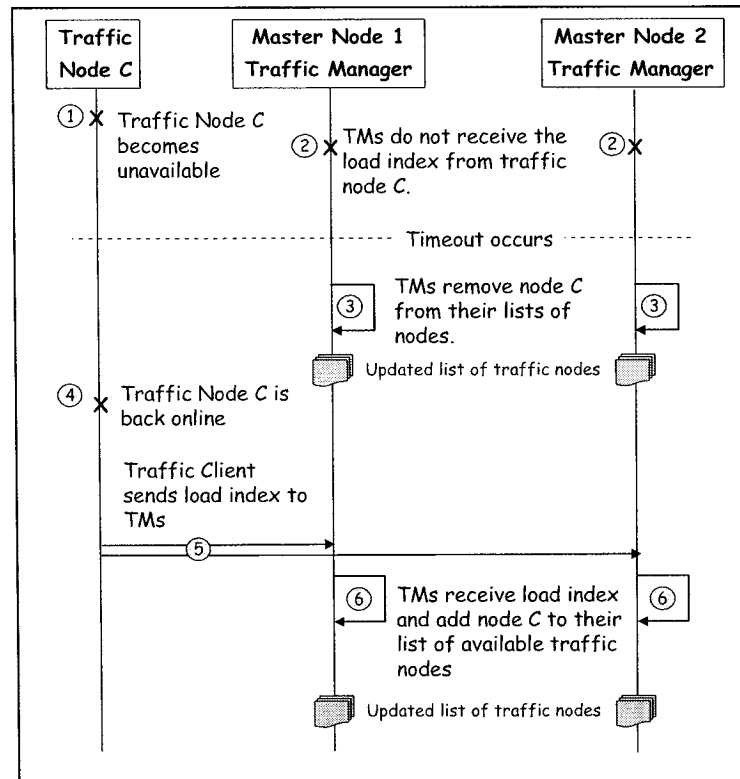 Traffic
Node C
Master Node 1
Traffic Manager
Master Node 2
Traffic Manager
1
Traffic Node C
becomes
unavailable
2
TMs do not receive the
load index from traffic
node C.
2
Timeout occurs
3
TMs remove node C
from their lists of
nodes.
3
Updated list of traffic nodes
4
Traffic Node C is
back online
Traffic Client
sends load index to
TMs
5
6
TMs receive load index
and add node C to their
list of available traffic
nodes
6
Updated list of traffic nodes